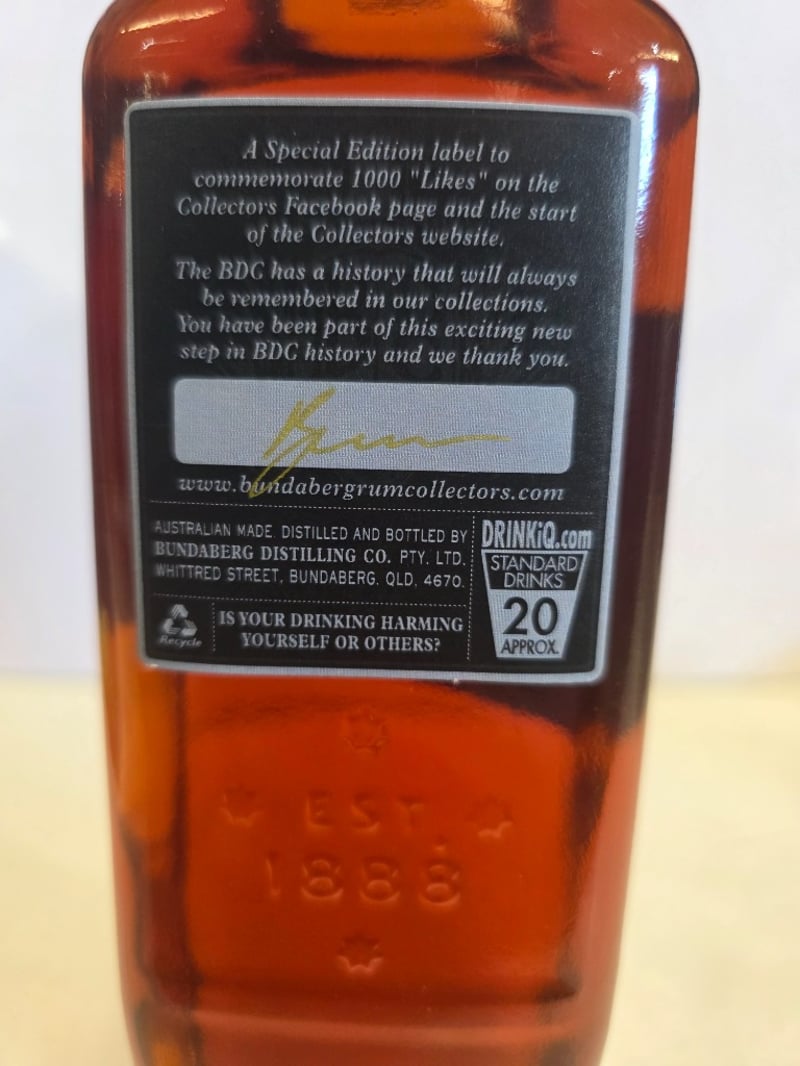 A Special Edition label to
commemorate 1000 "Likes" on the
Collectors Facebook page and the start
of the Collectors website.
The BDC has a history that will always
be remembered in our collections.
You have been part of this exciting new
step in BDC history and we thank you.
www.bundabergrumcollectors.com
AUSTRALIAN MADE. DISTILLED AND BOTTLED BY
BUNDABERG DISTILLING CO. PTY. LTD.
WHITTRED STREET, BUNDABERG. QLD, 4670.
DRINKiQ.com
STANDARD
DRINKS
20
APPROX.
Recycle
IS YOUR DRINKING HARMING
YOURSELF OR OTHERS?
EST.
1888